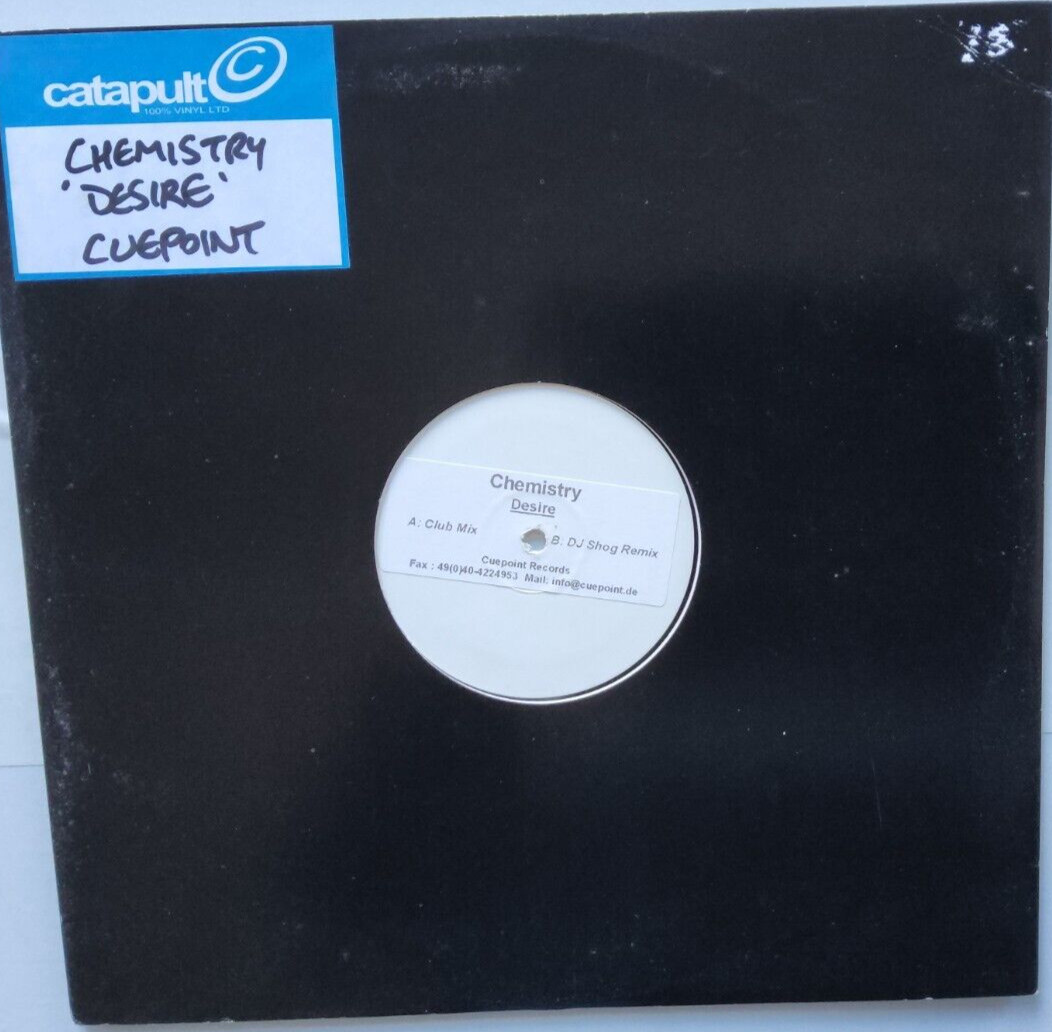 catapult©
100% VINYL LTD
CHEMISTRY
'DESIRE'
CUEPOINT
Chemistry
Desire
A: Club Mix
B: DJ Shog Remix
Cuepoint Records
Fax : 49(0)40-4224953 Mail: info@cuepoint.de